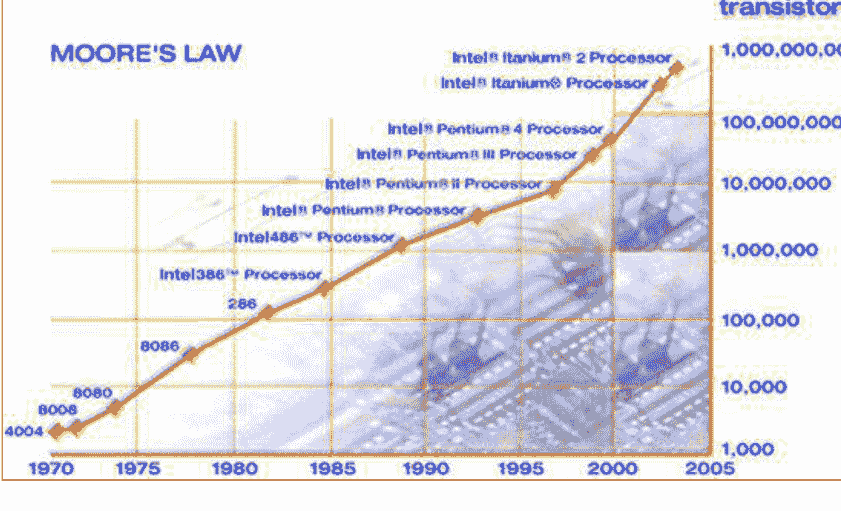 transistor
MOORE'S LAW
1,000,000,00
Intel® Itanium® 2 Processor
Intel® Itanium® Processor
100,000,000
Intel® Pentium® 4 Processor
Intel® Pentium® III Processor
Intel® Pentium® II Processor
10,000,000
Intel® Pentium® Processor
Intel486™ Processor
1,000,000
Intel386™ Processor
286
100,000
8086
8080
10,000
8008
4004
1,000
1970 1975 1980 1985 1990 1995 2000 2005